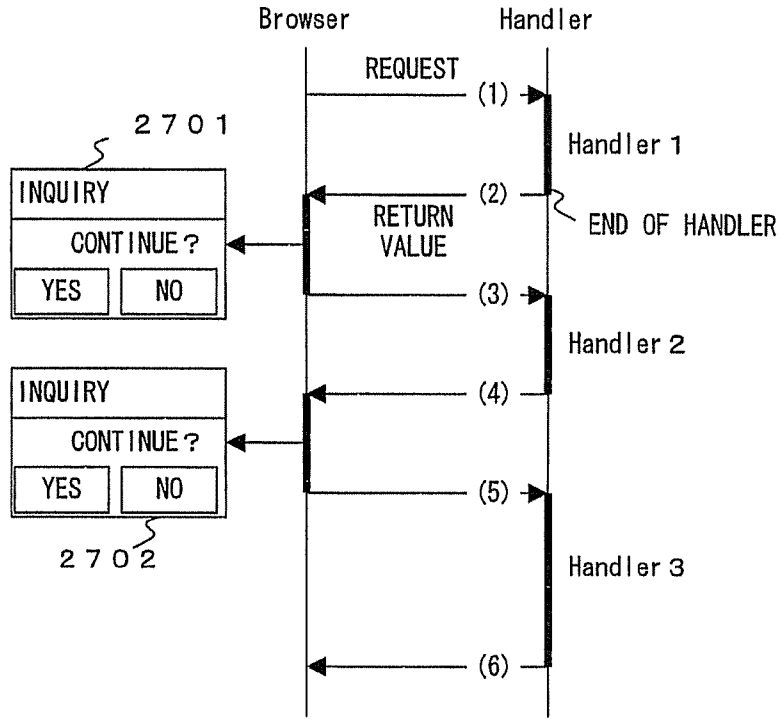 Browser
Handler
REQUEST
(1)
2701
Handler 1
INQUIRY
(2)
CONTINUE?
RETURN
VALUE
END OF HANDLER
YES
NO
(3)
Handler 2
INQUIRY
(4)
CONTINUE?
YES
NO
(5)
2702
Handler 3
(6)